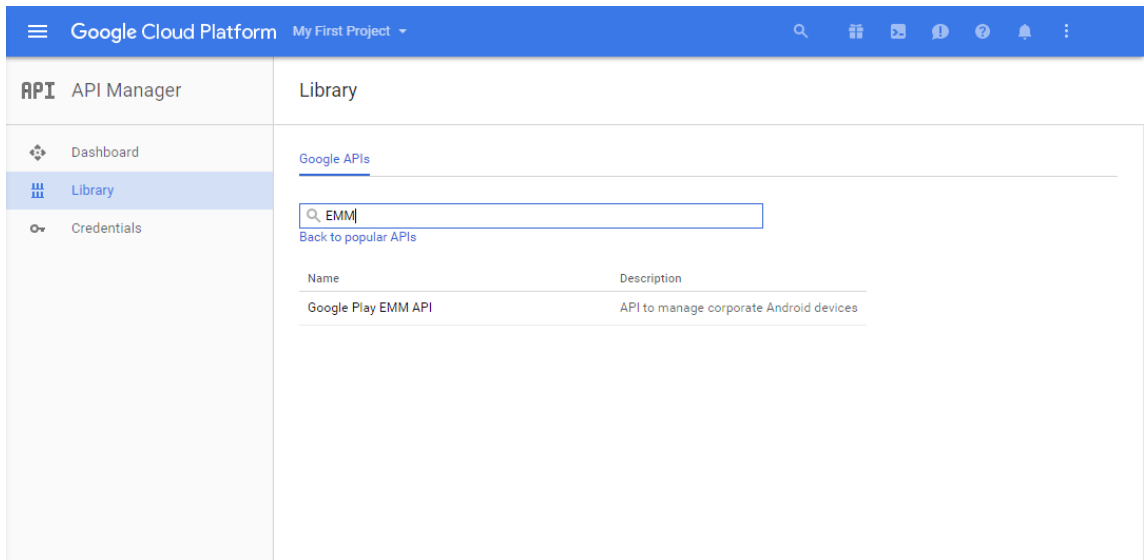 Google Cloud Platform My First Project
API API Manager
Library
Dashboard
Library
Credentials
Google APIs
EMM
Back to popular APIs
Name Description
Google Play EMM API API to manage corporate Android devices